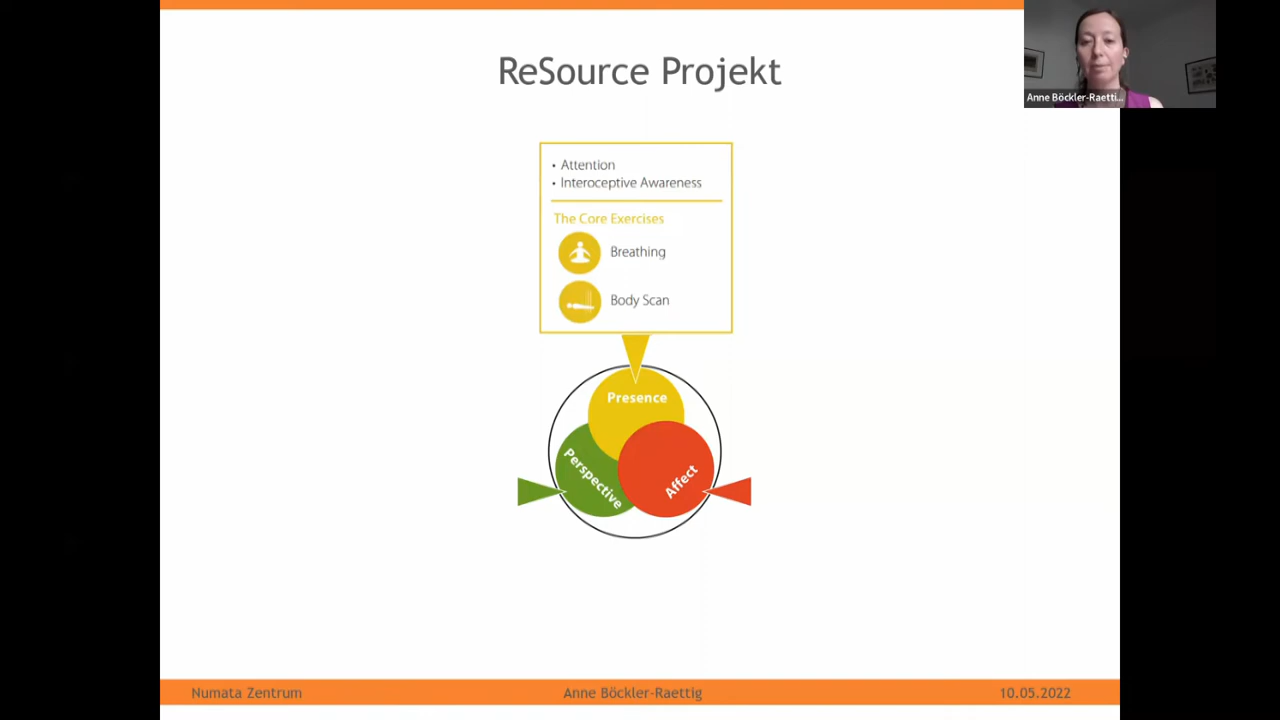 ReSource Projekt
Anne Böckler-Raetti...
• Attention
• Interoceptive Awareness
The Core Exercises
Breathing
Body Scan
Presence
Perspective
Affect
Numata Zentrum
Anne Böckler-Raettig
10.05.2022